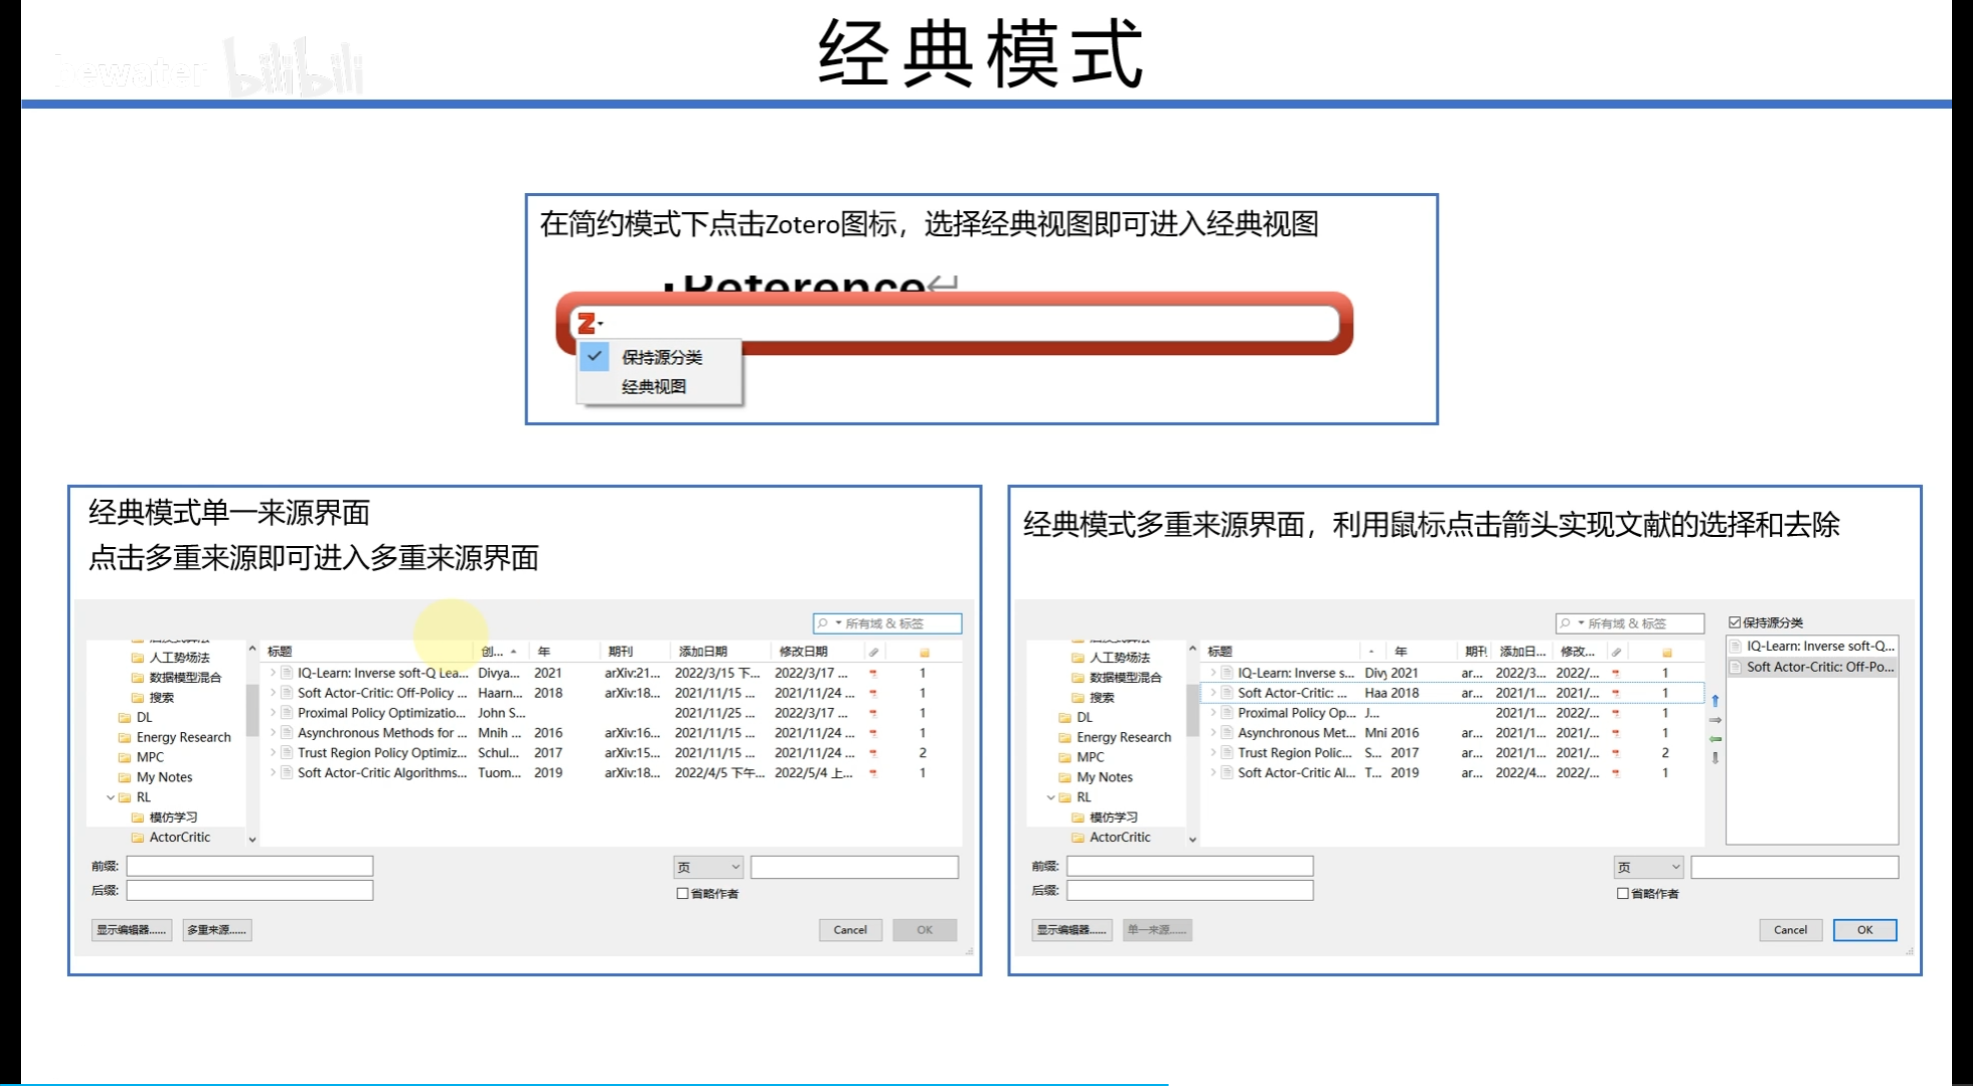 经典模式
bilibili
在简约模式下点击Zotero图标，选择经典视图即可进入经典视图
Reference
Z
保持源分类
经典视图
经典模式单一来源界面
点击多重来源即可进入多重来源界面
所有域 & 标签
标题 创... 年 期刊 添加日期 修改日期
人工势场法
数据模型混合
搜索
DL
Energy Research
MPC
My Notes
RL
模仿学习
ActorCritic
IQ-Learn: Inverse soft-Q Lea... Divya... 2021 arXiv:21... 2022/3/15 下... 2022/3/17 ... 1
Soft Actor-Critic: Off-Policy ... Haarn... 2018 arXiv:18... 2021/11/15 ... 2021/11/24 ... 1
Proximal Policy Optimizatio... John S... 2021/11/25 ... 2022/3/17 ... 1
Asynchronous Methods for ... Mnih ... 2016 arXiv:16... 2021/11/15 ... 2021/11/24 ... 1
Trust Region Policy Optimiz... Schul... 2017 arXiv:15... 2021/11/15 ... 2021/11/24 ... 2
Soft Actor-Critic Algorithms... Tuom... 2019 arXiv:18... 2022/4/5 下午... 2022/5/4 上... 1
前缀: 页
后缀: 省略作者
显示编辑器...... 多重来源...... Cancel OK
经典模式多重来源界面，利用鼠标点击箭头实现文献的选择和去除
所有域 & 标签 保持源分类
标题 年 期刊 添加日... 修改...
人工势场法
数据模型混合
搜索
DL
Energy Research
MPC
My Notes
RL
模仿学习
ActorCritic
IQ-Learn: Inverse s... Divy 2021 ar... 2022/3... 2022/... 1
Soft Actor-Critic: ... Haa 2018 ar... 2021/1... 2021/... 1
Proximal Policy Op... J... 2021/1... 2022/... 1
Asynchronous Met... Mni 2016 ar... 2021/1... 2021/... 1
Trust Region Polic... S... 2017 ar... 2021/1... 2021/... 2
Soft Actor-Critic Al... T... 2019 ar... 2022/4... 2022/... 1
IQ-Learn: Inverse soft-Q...
Soft Actor-Critic: Off-Po...
前缀: 页
后缀: 省略作者
显示编辑器...... 单一来源...... Cancel OK